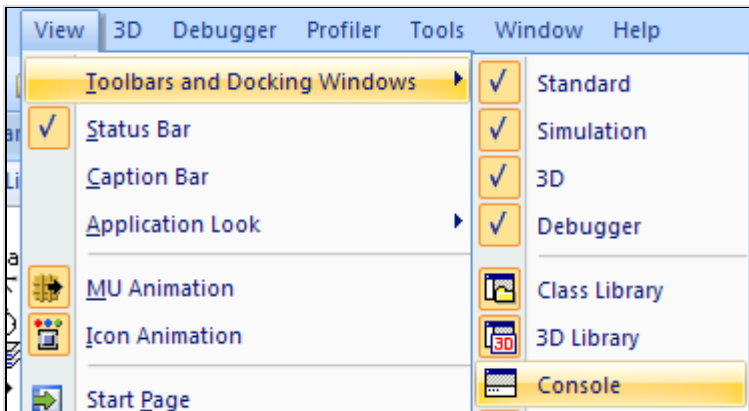 View 3D Debugger Profiler Tools Window Help
Toolbars and Docking Windows
Status Bar
Caption Bar
Application Look
MU Animation
Icon Animation
Start Page
Standard
Simulation
3D
Debugger
Class Library
3D Library
Console